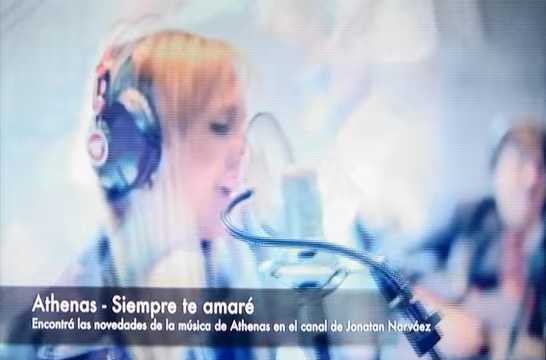 Athenas - Siempre te amaré
Encontrá las novedades de la música de Athenas en el canal de Jonatan Narváez